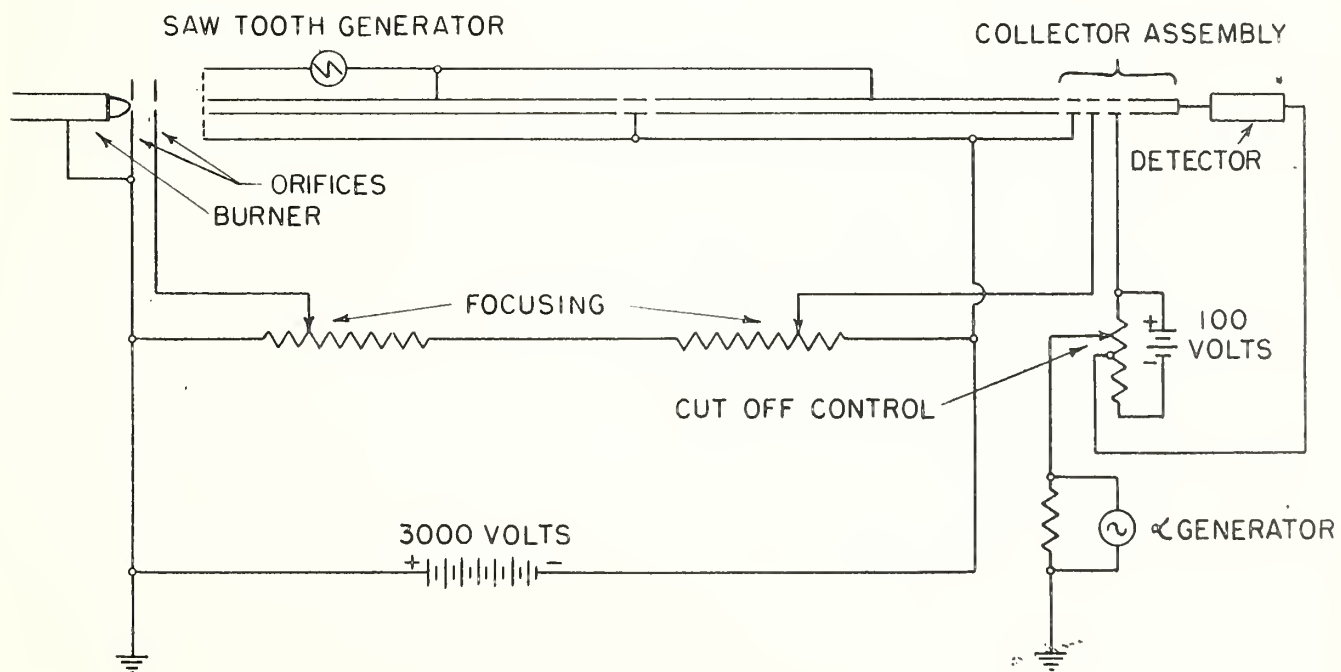 SAW TOOTH GENERATOR
COLLECTOR ASSEMBLY
DETECTOR
ORIFICES
BURNER
FOCUSING
+
100
VOLTS
-
CUT OFF CONTROL
3000 VOLTS
+ -
∝ GENERATOR